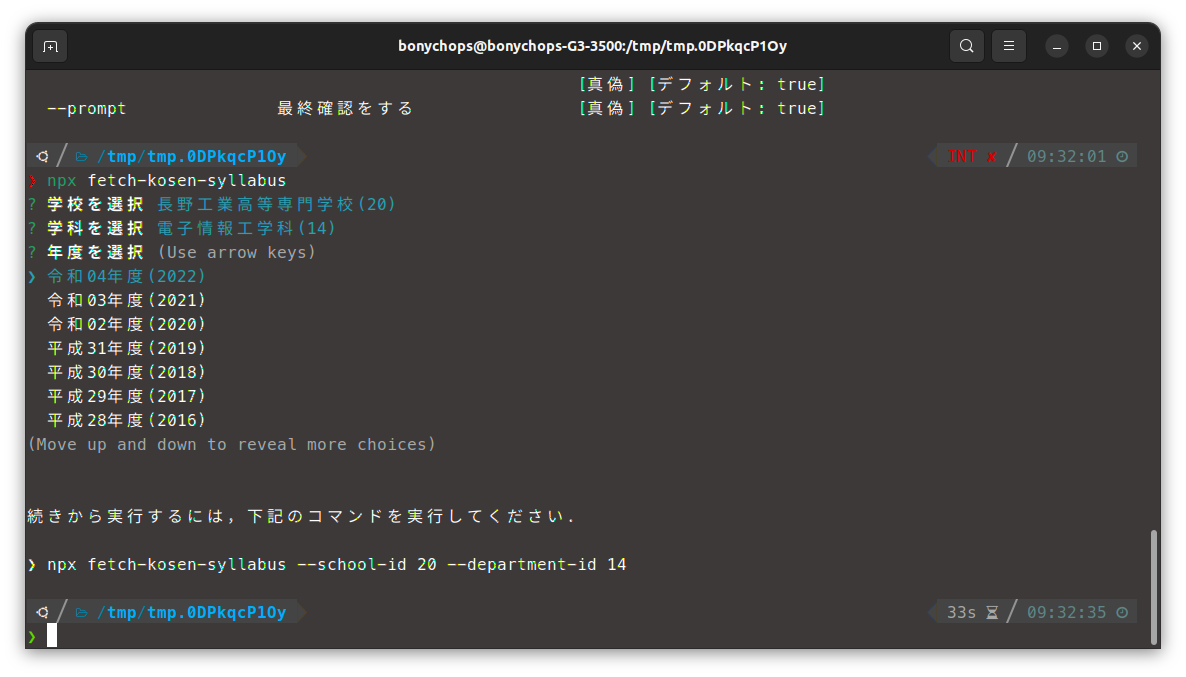 bonychops@bonychops-G3-3500:/tmp/tmp.0DPkqcP1Oy
[真偽] [デフォルト: true]
--prompt 最終確認をする [真偽] [デフォルト: true]
/tmp/tmp.0DPkqcP1Oy INT ✘ 09:32:01
❯ npx fetch-kosen-syllabus
? 学校を選択 長野工業高等専門学校(20)
? 学科を選択 電子情報工学科(14)
? 年度を選択 (Use arrow keys)
❯ 令和04年度(2022)
令和03年度(2021)
令和02年度(2020)
平成31年度(2019)
平成30年度(2018)
平成29年度(2017)
平成28年度(2016)
(Move up and down to reveal more choices)
続きから実行するには，下記のコマンドを実行してください．
❯ npx fetch-kosen-syllabus --school-id 20 --department-id 14
/tmp/tmp.0DPkqcP1Oy 33s 09:32:35
❯